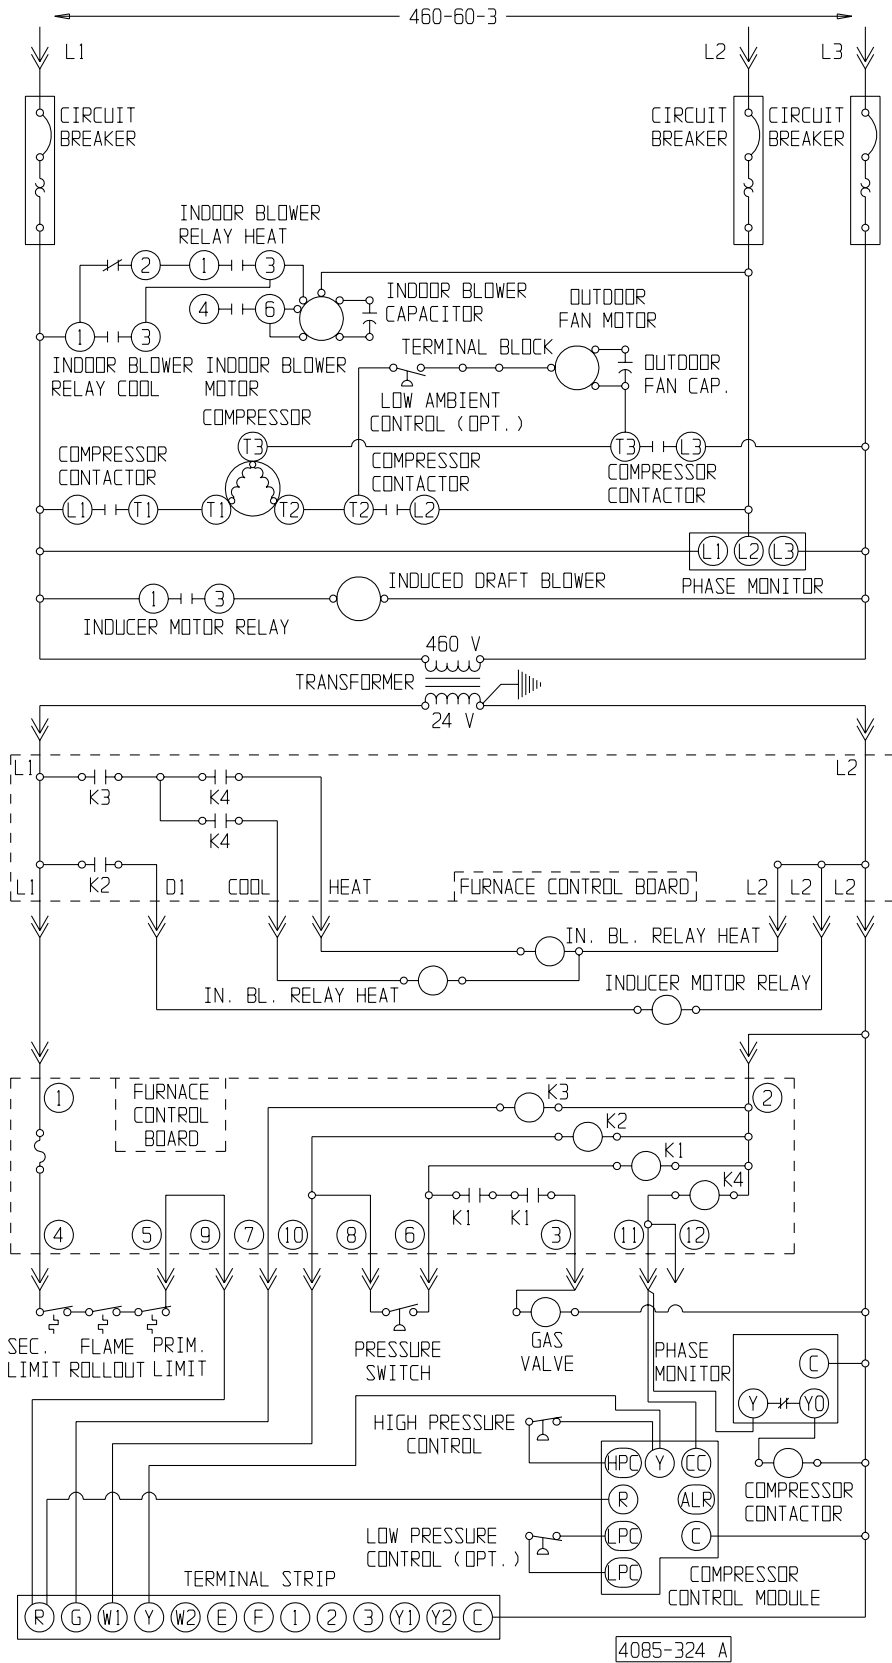 460-60-3
L1
L2
L3
CIRCUIT
BREAKER
CIRCUIT
BREAKER
CIRCUIT
BREAKER
INDOOR BLOWER
RELAY HEAT
2
1
3
4
6
INDOOR BLOWER
CAPACITOR
OUTDOOR
FAN MOTOR
1
3
INDOOR BLOWER
RELAY COOL
INDOOR BLOWER
MOTOR
TERMINAL BLOCK
OUTDOOR
FAN CAP.
LOW AMBIENT
CONTROL (OPT.)
COMPRESSOR
T3
T3
L3
COMPRESSOR
CONTACTOR
COMPRESSOR
CONTACTOR
COMPRESSOR
CONTACTOR
L1
T1
T1
T2
T2
L2
L1
L2
L3
PHASE MONITOR
INDUCED DRAFT BLOWER
1
3
INDUCER MOTOR RELAY
460 V
TRANSFORMER
24 V
L1
L2
K3
K4
K4
K2
L1
D1
COOL
HEAT
FURNACE CONTROL BOARD
L2
L2
L2
IN. BL. RELAY HEAT
IN. BL. RELAY HEAT
INDUCER MOTOR RELAY
1
FURNACE
CONTROL
BOARD
K3
2
K2
K1
K4
K1
K1
4
5
9
7
10
8
6
3
11
12
SEC.
LIMIT
FLAME
ROLLOUT
PRIM.
LIMIT
PRESSURE
SWITCH
GAS
VALVE
PHASE
MONITOR
C
Y
YO
HIGH PRESSURE
CONTROL
HPC
Y
CC
COMPRESSOR
CONTACTOR
R
ALR
LOW PRESSURE
CONTROL (OPT.)
LPC
C
LPC
COMPRESSOR
CONTROL MODULE
TERMINAL STRIP
R G W1 Y W2 E F 1 2 3 Y1 Y2 C
4085-324 A